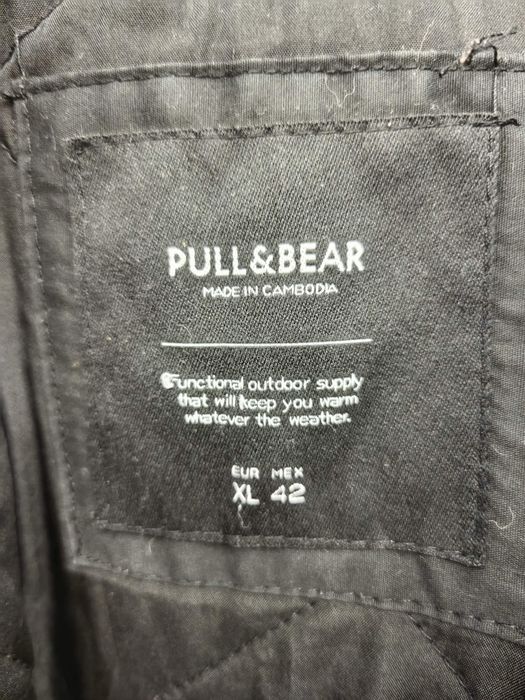 PULL&BEAR
MADE IN CAMBODIA
Functional outdoor supply
that will keep you warm
whatever the weather.
EUR MEX
XL 42